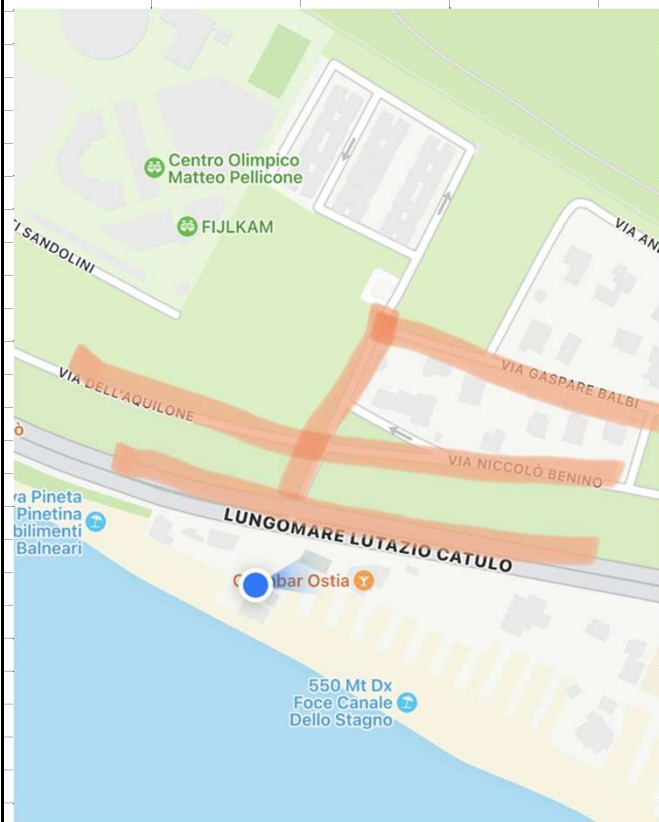 Centro Olimpico
Matteo Pellicone
FIJLKAM
I SANDOLINI
VIA AN
VIA GASPARE BALBI
VIA DELL'AQUILONE
VIA NICCOLÒ BENINO
ò
LUNGOMARE LUTAZIO CATULO
va Pineta
Pinetina
bilimenti
Balneari
bar Ostia
550 Mt Dx
Foce Canale
Dello Stagno